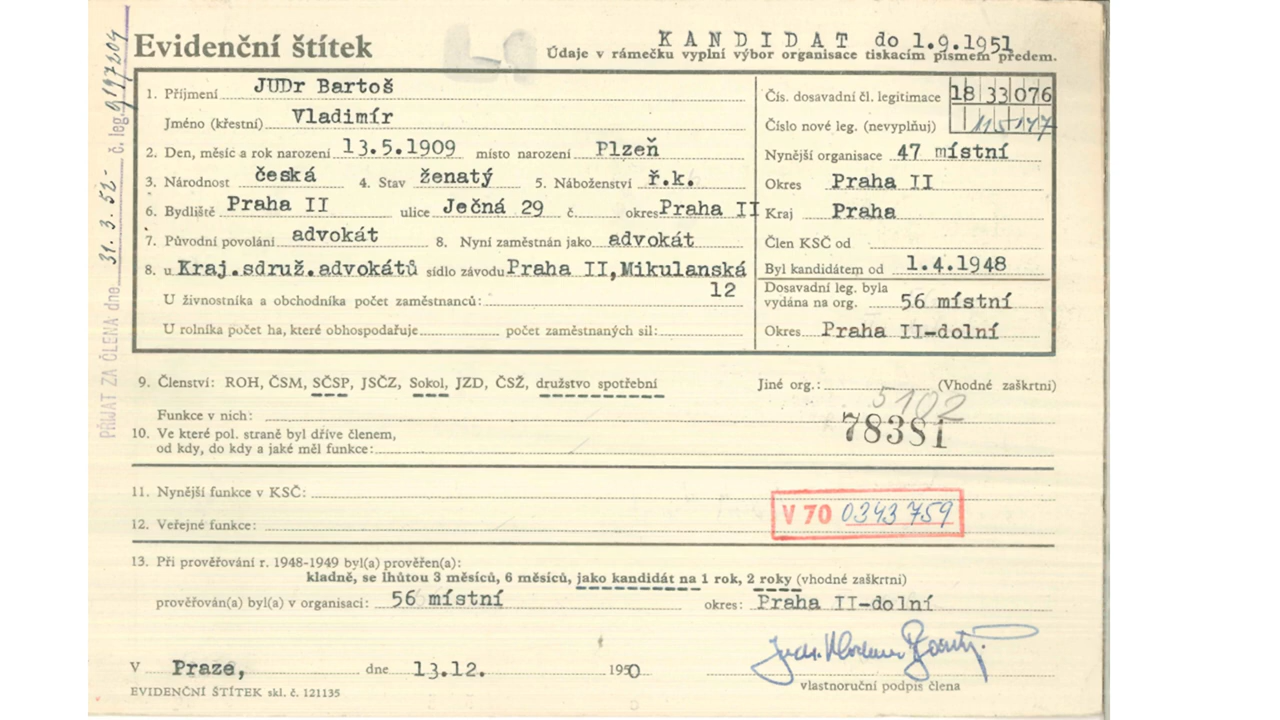 KANDIDAT do 1.9.1951
Evidenční štítek
Údaje v rámečku vyplní výbor organisace tiskacím písmem předem.
PŘIJAT ZA ČLENA dne 31.3.52- č. leg.
1. Příjmení JUDr Bartoš
Jméno (křestní) Vladimír
2. Den, měsíc a rok narození 13.5.1909 místo narození Plzeň
3. Národnost česká 4. Stav ženatý 5. Náboženství ř.k.
6. Bydliště Praha II ulice Ječná 29 č. okres Praha II
7. Původní povolání advokát 8. Nyní zaměstnán jako advokát
8. u Kraj.sdruž.advokátů sídlo závodu Praha II,Mikulanská
12
U živnostníka a obchodníka počet zaměstnanců:
U rolníka počet ha, které obhospodařuje počet zaměstnaných sil:
Čís. dosavadní čl. legitimace 18 33 076
Číslo nové leg. (nevyplňuj)
Nynější organisace 47 místní
Okres Praha II
Kraj Praha
Člen KSČ od
Byl kandidátem od 1.4.1948
Dosavadní leg. byla
vydána na org. 56 místní
Okres Praha II-dolní
9. Členství: ROH, ČSM, SČSP, JSČZ, Sokol, JZD, ČSŽ, družstvo spotřební Jiné org.: (Vhodné zaškrtni)
5102
Funkce v nich:
78381
10. Ve které pol. straně byl dříve členem,
od kdy, do kdy a jaké měl funkce:
11. Nynější funkce v KSČ:
V 70 0343 759
12. Veřejné funkce:
13. Při prověřování r. 1948-1949 byl(a) prověřen(a):
kladně, se lhůtou 3 měsíců, 6 měsíců, jako kandidát na 1 rok, 2 roky (vhodné zaškrtni)
prověřován(a) byl(a) v organisaci: 56 místní okres: Praha II-dolní
V Praze, dne 13.12. 1950
vlastnoruční podpis člena
EVIDENČNÍ ŠTÍTEK skl. č. 121135